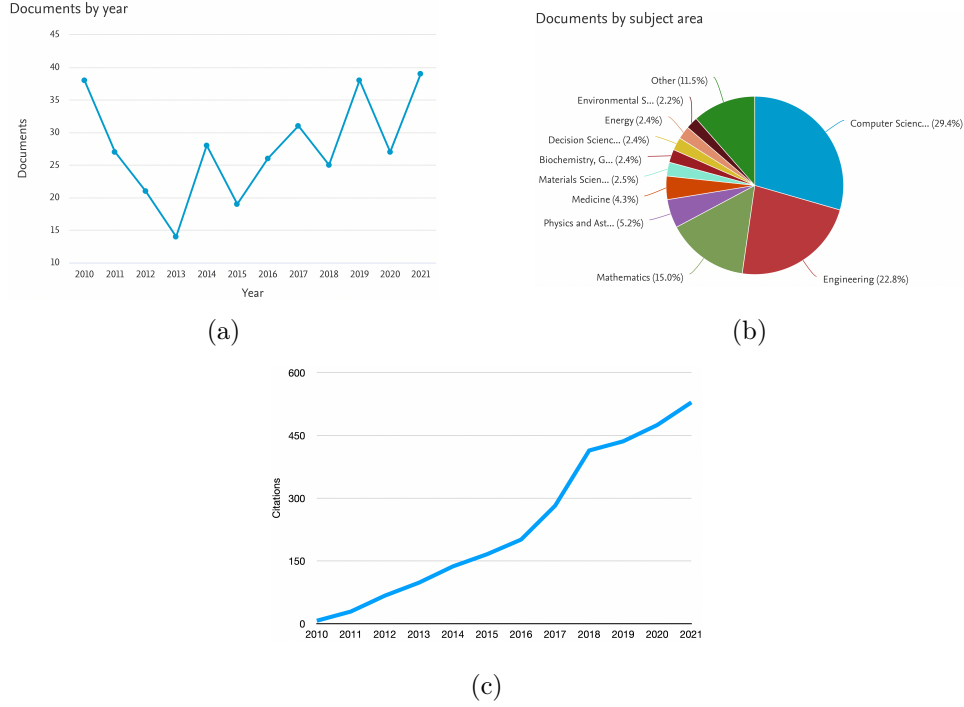 Documents by year
45
40
35
30
25
20
15
10
Documents
2010 2011 2012 2013 2014 2015 2016 2017 2018 2019 2020 2021
Year
(a)
Documents by subject area
Other (11.5%)
Environmental S... (2.2%)
Energy (2.4%)
Decision Scienc... (2.4%)
Biochemistry, G... (2.4%)
Materials Scien... (2.5%)
Medicine (4.3%)
Physics and Ast... (5.2%)
Mathematics (15.0%)
Computer Scienc... (29.4%)
Engineering (22.8%)
(b)
600
450
300
150
0
Citations
2010 2011 2012 2013 2014 2015 2016 2017 2018 2019 2020 2021
(c)